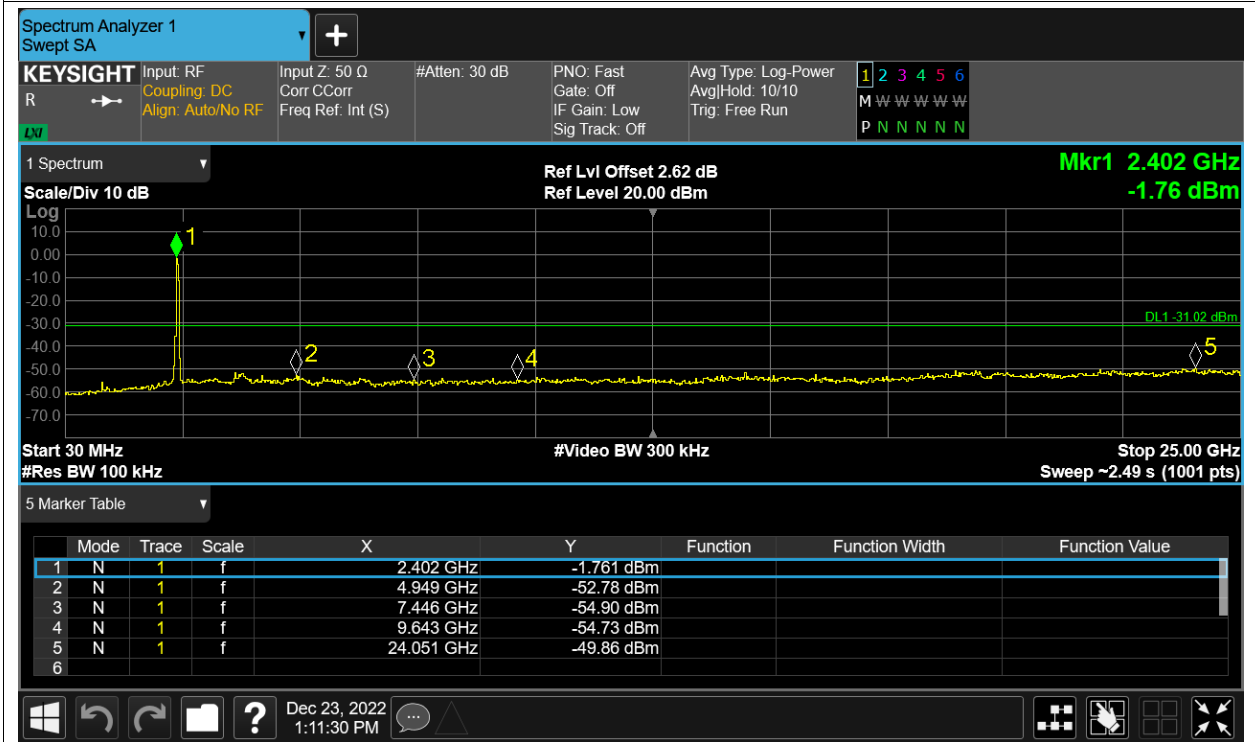 Spectrum Analyzer 1
Swept SA
KEYSIGHT
R
LXI
Input: RF
Coupling: DC
Align: Auto/No RF
Input Z: 50 Ω
Corr CCorr
Freq Ref: Int (S)
#Atten: 30 dB
PNO: Fast
Gate: Off
IF Gain: Low
Sig Track: Off
Avg Type: Log-Power
Avg|Hold: 10/10
Trig: Free Run
1 2 3 4 5 6
M W W W W W
P N N N N N
1 Spectrum
Scale/Div 10 dB
Ref Lvl Offset 2.62 dB
Ref Level 20.00 dBm
Mkr1 2.402 GHz
-1.76 dBm
Log
10.0
0.00
-10.0
-20.0
-30.0
-40.0
-50.0
-60.0
-70.0
1
2
3
4
5
DL1 -31.02 dBm
Start 30 MHz
#Res BW 100 kHz
#Video BW 300 kHz
Stop 25.00 GHz
Sweep ~2.49 s (1001 pts)
5 Marker Table
Mode Trace Scale X Y Function Function Width Function Value
1 N 1 f 2.402 GHz -1.761 dBm
2 N 1 f 4.949 GHz -52.78 dBm
3 N 1 f 7.446 GHz -54.90 dBm
4 N 1 f 9.643 GHz -54.73 dBm
5 N 1 f 24.051 GHz -49.86 dBm
6
?
Dec 23, 2022
1:11:30 PM